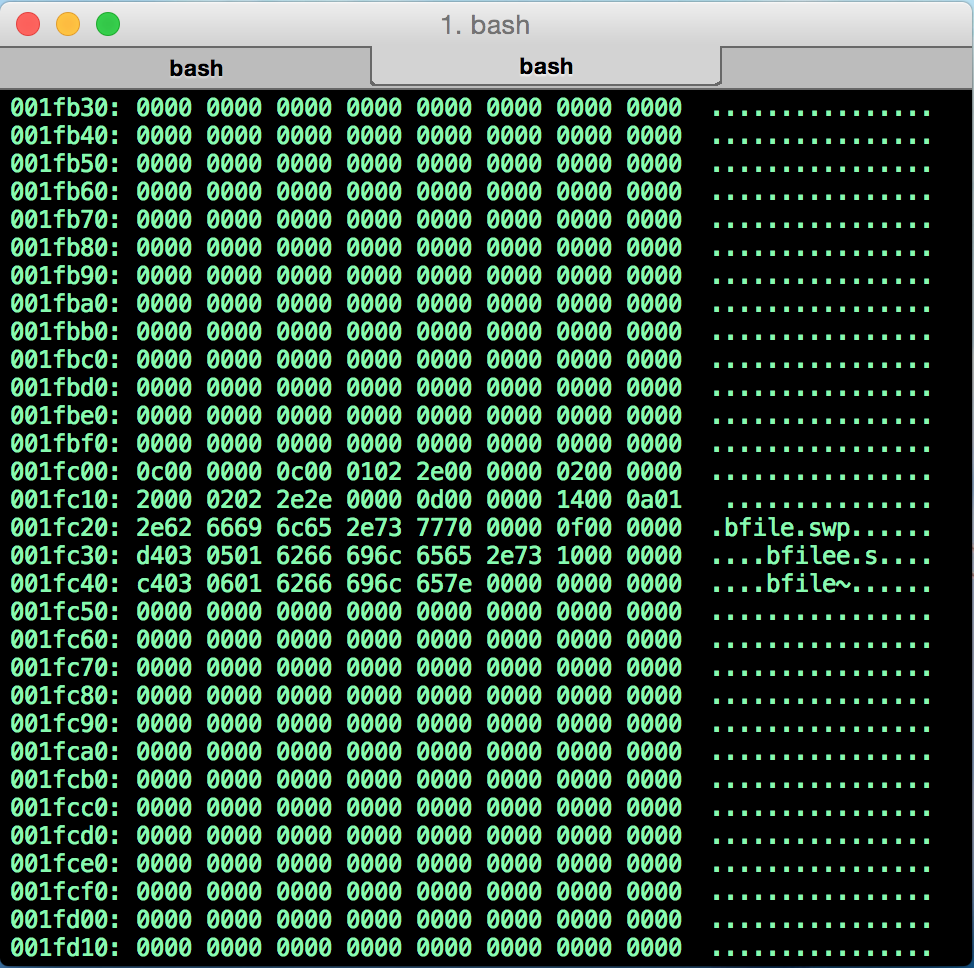 1. bash
bash bash
001fb30: 0000 0000 0000 0000 0000 0000 0000 0000  ................
001fb40: 0000 0000 0000 0000 0000 0000 0000 0000  ................
001fb50: 0000 0000 0000 0000 0000 0000 0000 0000  ................
001fb60: 0000 0000 0000 0000 0000 0000 0000 0000  ................
001fb70: 0000 0000 0000 0000 0000 0000 0000 0000  ................
001fb80: 0000 0000 0000 0000 0000 0000 0000 0000  ................
001fb90: 0000 0000 0000 0000 0000 0000 0000 0000  ................
001fba0: 0000 0000 0000 0000 0000 0000 0000 0000  ................
001fbb0: 0000 0000 0000 0000 0000 0000 0000 0000  ................
001fbc0: 0000 0000 0000 0000 0000 0000 0000 0000  ................
001fbd0: 0000 0000 0000 0000 0000 0000 0000 0000  ................
001fbe0: 0000 0000 0000 0000 0000 0000 0000 0000  ................
001fbf0: 0000 0000 0000 0000 0000 0000 0000 0000  ................
001fc00: 0c00 0000 0c00 0102 2e00 0000 0200 0000  ................
001fc10: 2000 0202 2e2e 0000 0d00 0000 1400 0a01   ...............
001fc20: 2e62 6669 6c65 2e73 7770 0000 0f00 0000  .bfile.swp......
001fc30: d403 0501 6266 696c 6565 2e73 1000 0000  ....bfilee.s....
001fc40: c403 0601 6266 696c 657e 0000 0000 0000  ....bfile~......
001fc50: 0000 0000 0000 0000 0000 0000 0000 0000  ................
001fc60: 0000 0000 0000 0000 0000 0000 0000 0000  ................
001fc70: 0000 0000 0000 0000 0000 0000 0000 0000  ................
001fc80: 0000 0000 0000 0000 0000 0000 0000 0000  ................
001fc90: 0000 0000 0000 0000 0000 0000 0000 0000  ................
001fca0: 0000 0000 0000 0000 0000 0000 0000 0000  ................
001fcb0: 0000 0000 0000 0000 0000 0000 0000 0000  ................
001fcc0: 0000 0000 0000 0000 0000 0000 0000 0000  ................
001fcd0: 0000 0000 0000 0000 0000 0000 0000 0000  ................
001fce0: 0000 0000 0000 0000 0000 0000 0000 0000  ................
001fcf0: 0000 0000 0000 0000 0000 0000 0000 0000  ................
001fd00: 0000 0000 0000 0000 0000 0000 0000 0000  ................
001fd10: 0000 0000 0000 0000 0000 0000 0000 0000  ................